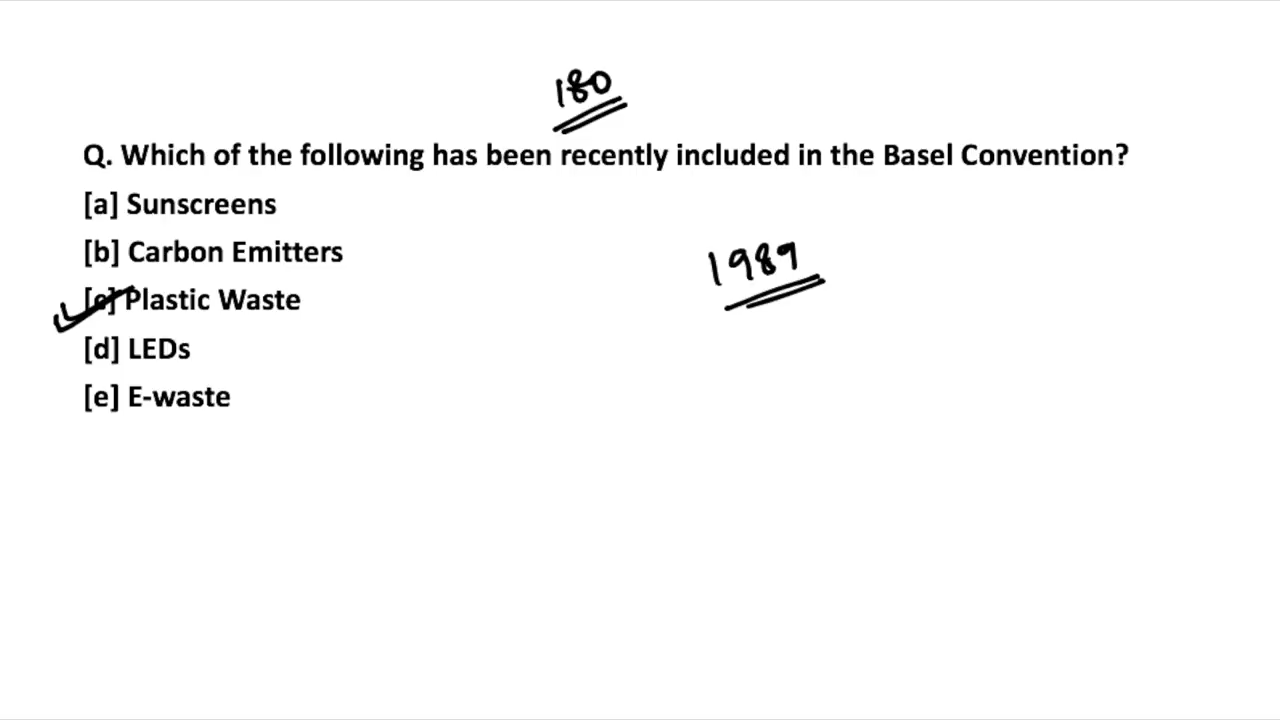 180
Q. Which of the following has been recently included in the Basel Convention?
[a] Sunscreens
[b] Carbon Emitters
1989
[c] Plastic Waste
[d] LEDs
[e] E-waste